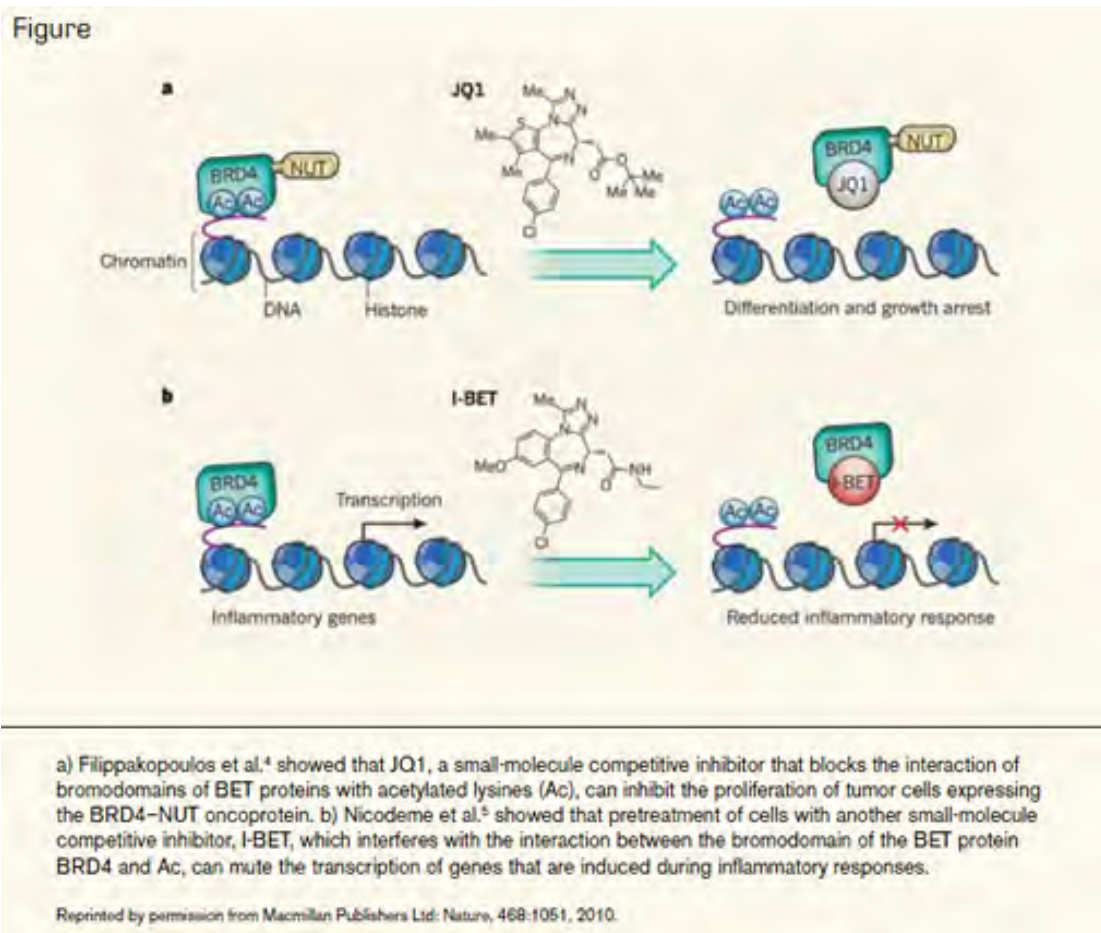 Figure
a
JQ1
Me
N
N
S
N
Me
Me
N
O
O
Me
Me Me
Cl
BRD4
NUT
Ac Ac
Chromatin
DNA
Histone
BRD4
NUT
JQ1
Ac Ac
Differentiation and growth arrest
b
I-BET
Me
N
N
N
MeO
N
O
NH
Cl
BRD4
Ac Ac
Transcription
Inflammatory genes
BRD4
I-BET
Ac Ac
Reduced inflammatory response
a) Filippakopoulos et al.⁴ showed that JQ1, a small-molecule competitive inhibitor that blocks the interaction of
bromodomains of BET proteins with acetylated lysines (Ac), can inhibit the proliferation of tumor cells expressing
the BRD4–NUT oncoprotein. b) Nicodeme et al.⁵ showed that pretreatment of cells with another small-molecule
competitive inhibitor, I-BET, which interferes with the interaction between the bromodomain of the BET protein
BRD4 and Ac, can mute the transcription of genes that are induced during inflammatory responses.
Reprinted by permission from Macmillan Publishers Ltd: Nature, 468:1051, 2010.